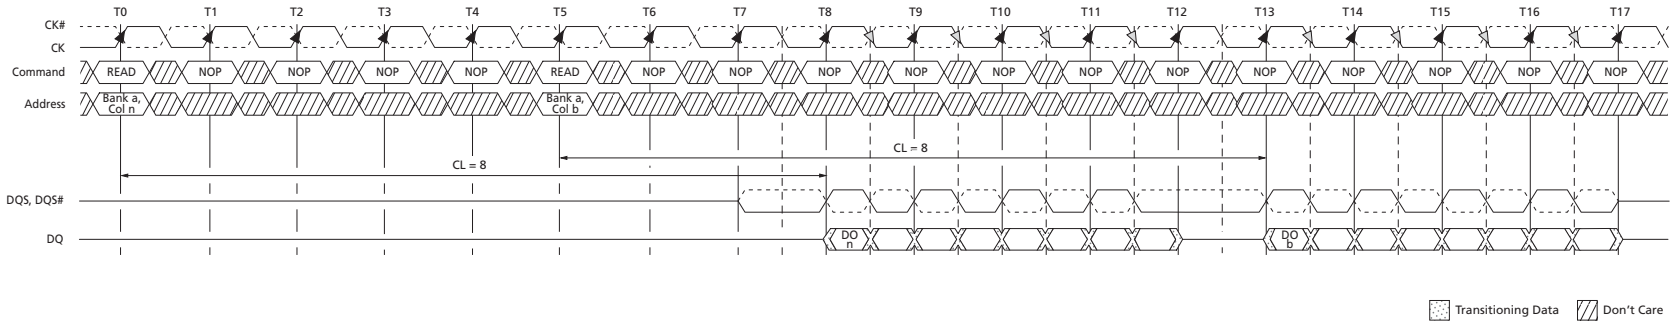 T0 T1 T2 T3 T4 T5 T6 T7 T8 T9 T10 T11 T12 T13 T14 T15 T16 T17
CK#
CK
Command READ NOP NOP NOP NOP READ NOP NOP NOP NOP NOP NOP NOP NOP NOP NOP NOP NOP
Address Bank a, Bank a,
Col n Col b
CL = 8
CL = 8
DQS, DQS#
DQ DO DO
n b
Transitioning Data Don't Care